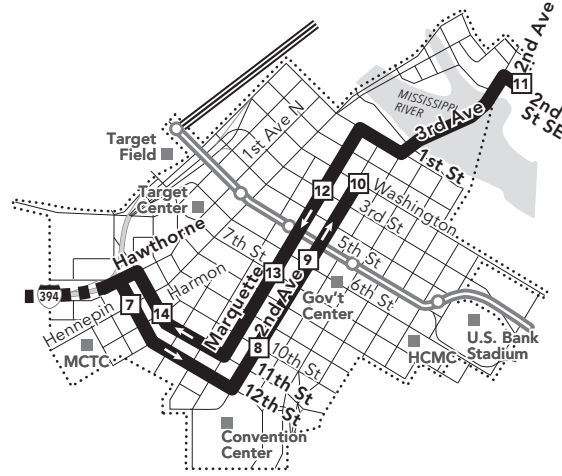 2nd Ave
11
2nd
St SE
MISSISSIPPI
RIVER
3rd Ave
1st St
1st Ave N
Target
Field
12
10
Washington
3rd St
Target
Center
Hawthorne
7th St
5th St
6th St
13
9
Gov't
Center
394
Harmon
Marquette
2nd Ave
7
14
Hennepin
MCTC
8
10th St
11th St
12th St
HCMC
U.S. Bank
Stadium
Convention
Center